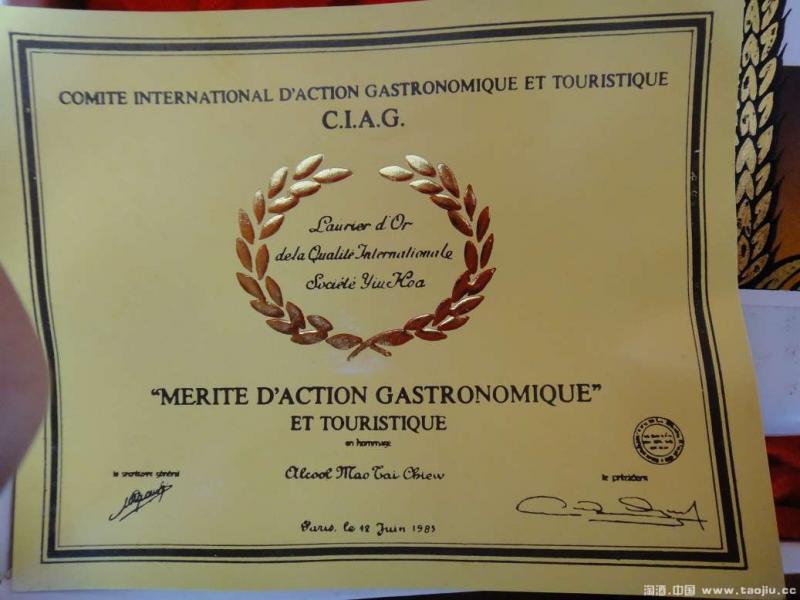 COMITE INTERNATIONAL D'ACTION GASTRONOMIQUE ET TOURISTIQUE
C.I.A.G.
Laurier d'Or
de la Qualité Internationale
Société Yiu Hoa
"MERITE D'ACTION GASTRONOMIQUE"
ET TOURISTIQUE
en hommage
Alcool Mao Tai Chiew
le secrétaire général
le président
Paris, le 12 Juin 1985
淘酒.中国 www.taojiu.cc